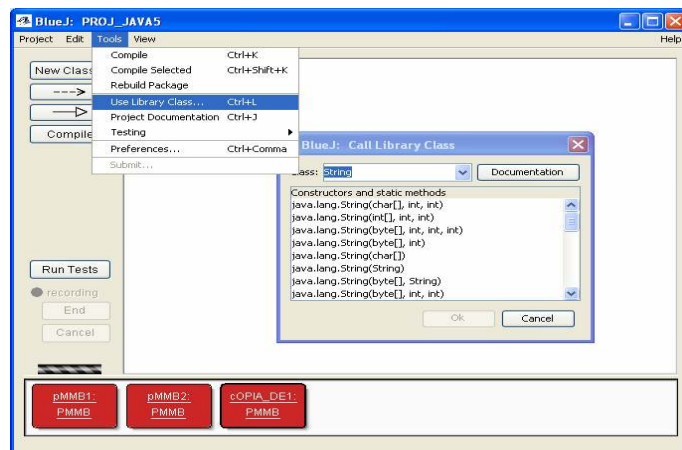 BlueJ: PROJ_JAVA5
Project Edit Tools View Help
New Class
--->
Compile
Compile Ctrl+K
Compile Selected Ctrl+Shift+K
Rebuild Package
Use Library Class... Ctrl+L
Project Documentation Ctrl+J
Testing
Preferences... Ctrl+Comma
Submit...
BlueJ: Call Library Class
Class: String Documentation
Constructors and static methods
java.lang.String(char[], int, int)
java.lang.String(int[], int, int)
java.lang.String(byte[], int, int, int)
java.lang.String(byte[], int)
java.lang.String(char[])
java.lang.String(String)
java.lang.String(byte[], String)
java.lang.String(byte[], int, int)
Ok Cancel
Run Tests
recording
End
Cancel
pMMB1:
PMMB
pMMB2:
PMMB
cOPIA_DE1:
PMMB